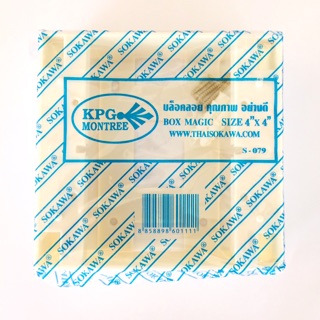 KPG
MONTREE
บล๊อคลอย คุณภาพ อย่างดี
BOX MAGIC SIZE 4"X4"
WWW.THAISOKAWA.COM
S-079
SOKAWA®
8 858898 601111